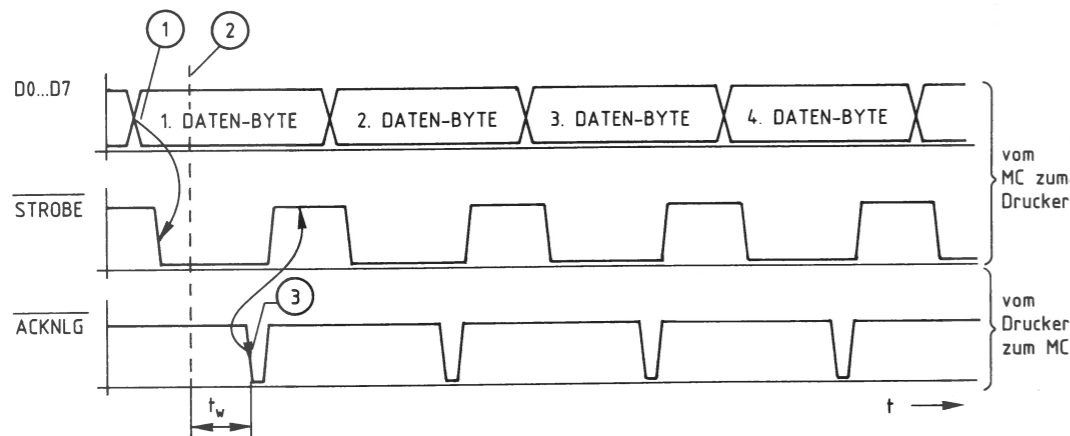 1
2
D0...D7
1. DATEN-BYTE
2. DATEN-BYTE
3. DATEN-BYTE
4. DATEN-BYTE
vom
MC zum
Drucker
STROBE
3
ACKNLG
vom
Drucker
zum MC
tw
t